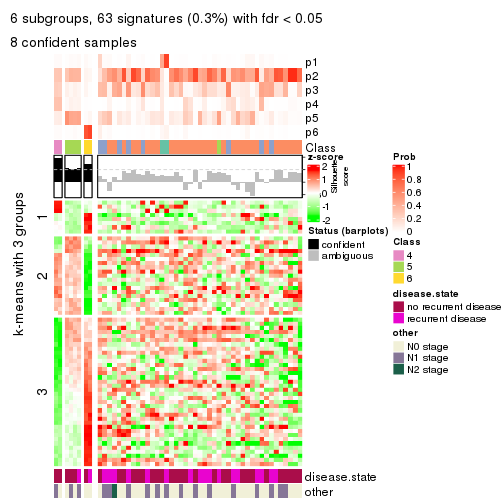 6 subgroups, 63 signatures (0.3%) with fdr < 0.05
8 confident samples
p1
p2
p3
p4
p5
p6
Class
z-score
2
1
0
-1
-2
Silhouette
score
1
2
3
k-means with 3 groups
Status (barplots)
confident
ambiguous
Prob
1
0.8
0.6
0.4
0.2
0
Class
4
5
6
disease.state
no recurrent disease
recurrent disease
other
N0 stage
N1 stage
N2 stage
disease.state
other